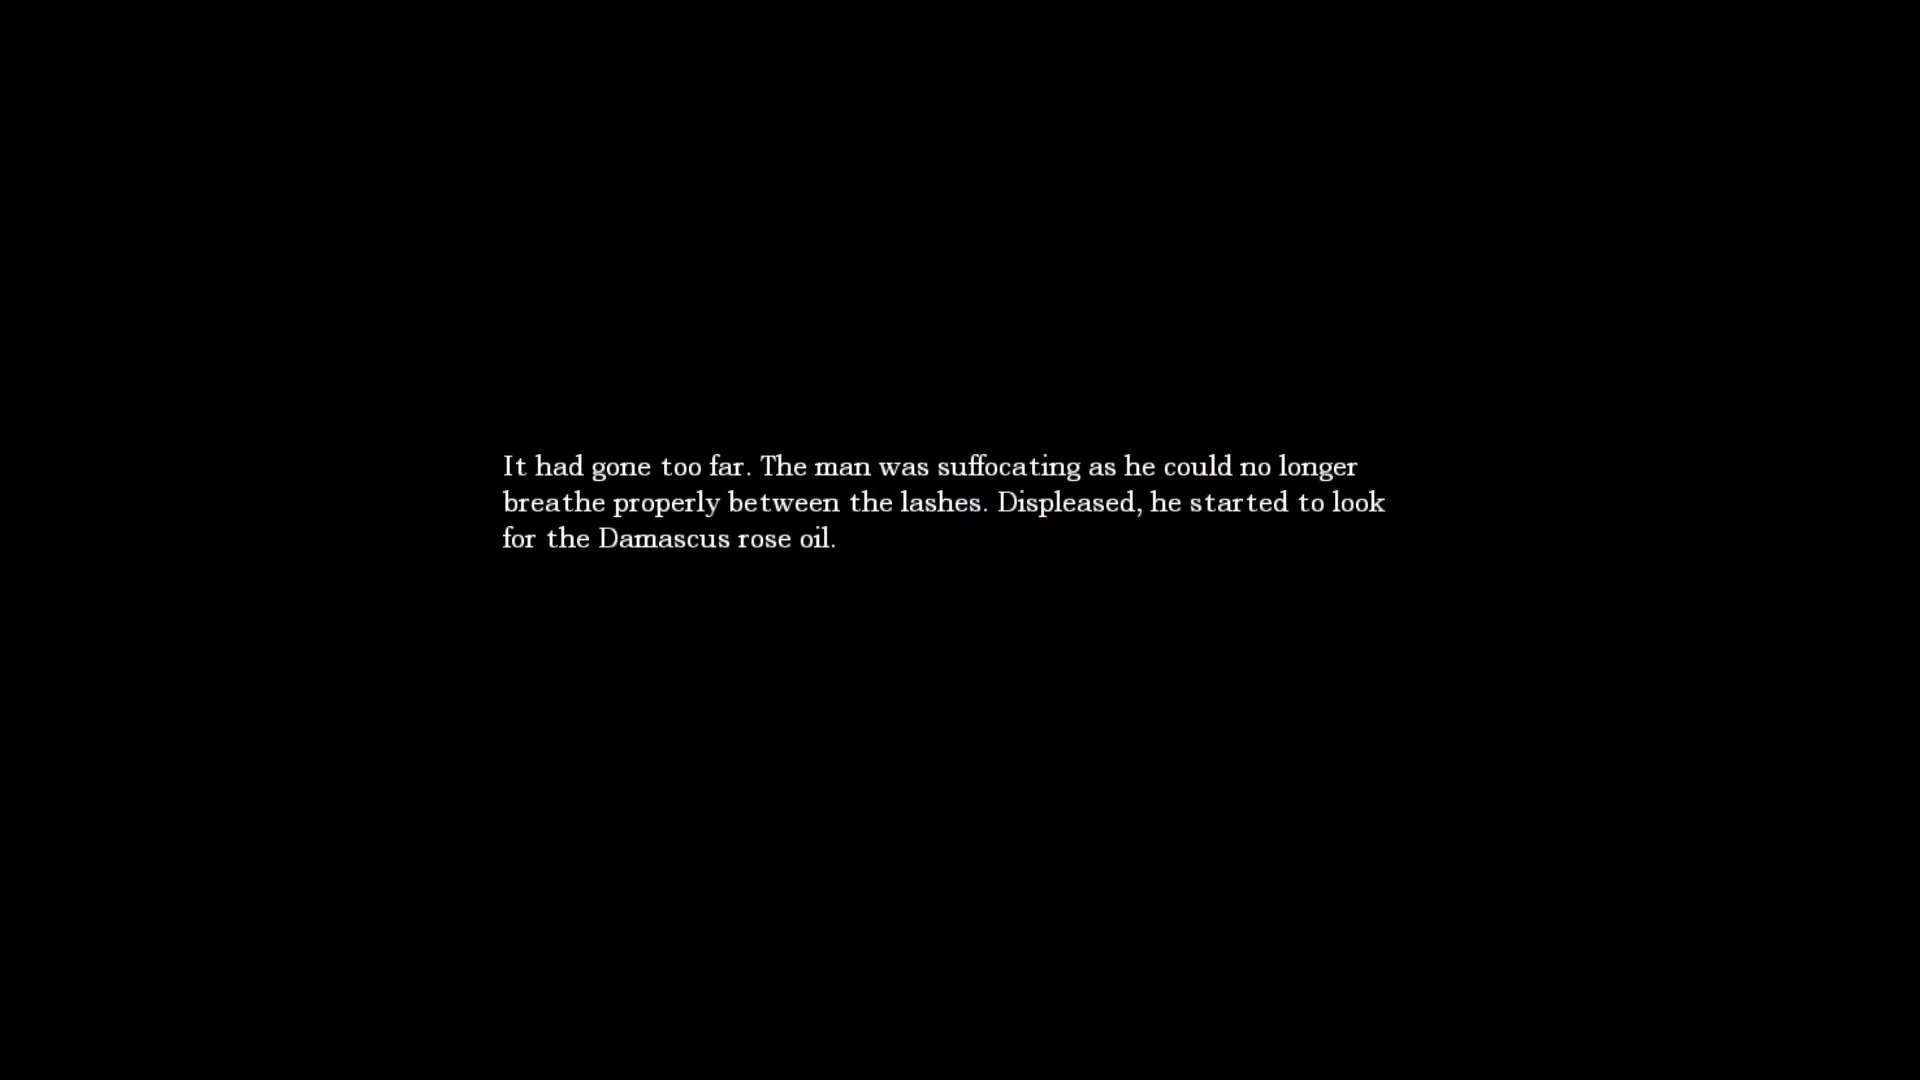 It had gone too far. The man was suffocating as he could no longer
breathe properly between the lashes. Displeased, he started to look
for the Damascus rose oil.